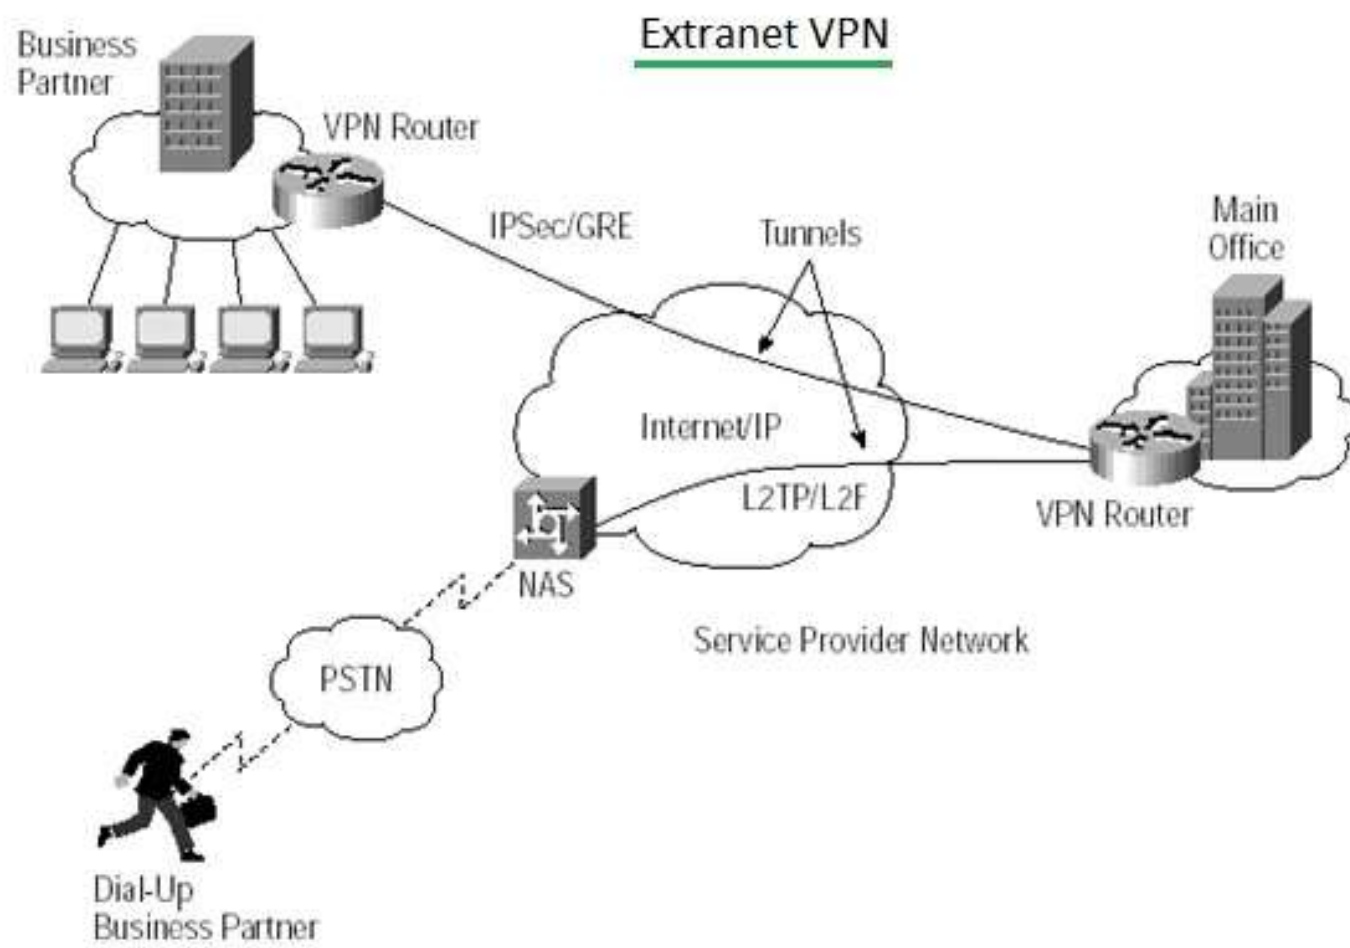 Extranet VPN
Business
Partner
VPN Router
IPSec/GRE
Tunnels
Main
Office
Internet/IP
L2TP/L2F
VPN Router
NAS
Service Provider Network
PSTN
Dial-Up
Business Partner